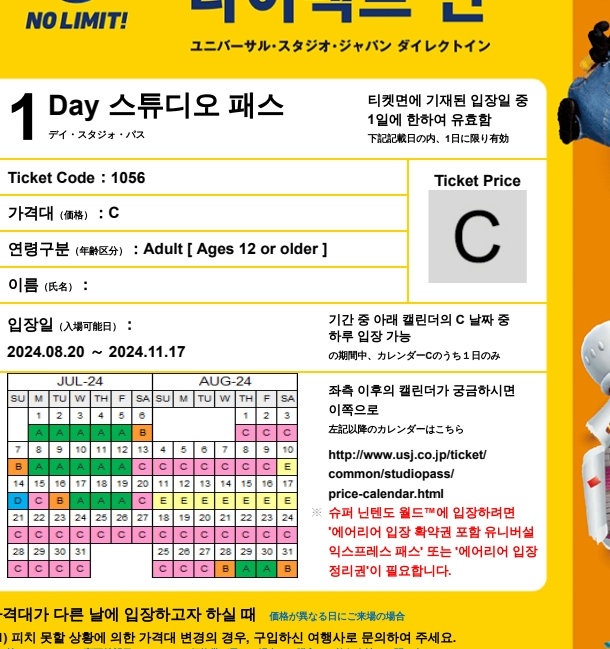 NO LIMIT!
다이렉트 인
ユニバーサル・スタジオ・ジャパン ダイレクトイン
1 Day 스튜디오 패스
デイ・スタジオ・パス
티켓면에 기재된 입장일 중
1일에 한하여 유효함
下記記載日の内、1日に限り有効
Ticket Code : 1056
가격대 (価格) : C
연령구분 (年齢区分) : Adult [ Ages 12 or older ]
이름 (氏名) :
Ticket Price
C
입장일 (入場可能日) :
2024.08.20 ~ 2024.11.17
기간 중 아래 캘린더의 C 날짜 중
하루 입장 가능
の期間中、カレンダーCのうち1日のみ
JUL-24 AUG-24
SU M TU W TH F SA SU M TU W TH F SA
1 2 3 4 5 6 1 2 3
A A A A A B C C C
7 8 9 10 11 12 13 4 5 6 7 8 9 10
B A A A A A C C C C C C C E
14 15 16 17 18 19 20 11 12 13 14 15 16 17
D C B A A A C E E E E E E E
21 22 23 24 25 26 27 18 19 20 21 22 23 24
C C C C C C C C C C C C C C
28 29 30 31 25 26 27 28 29 30 31
C C C C C C C B A A B
좌측 이후의 캘린더가 궁금하시면
이쪽으로
左記以降のカレンダーはこちら
http://www.usj.co.jp/ticket/
common/studiopass/
price-calendar.html
※ 슈퍼 닌텐도 월드™에 입장하려면
'에어리어 입장 확약권 포함 유니버셜
익스프레스 패스' 또는 '에어리어 입장
정리권'이 필요합니다.
가격대가 다른 날에 입장하고자 하실 때 価格が異なる日にご来場の場合
1) 피치 못할 상황에 의한 가격대 변경의 경우, 구입하신 여행사로 문의하여 주세요.